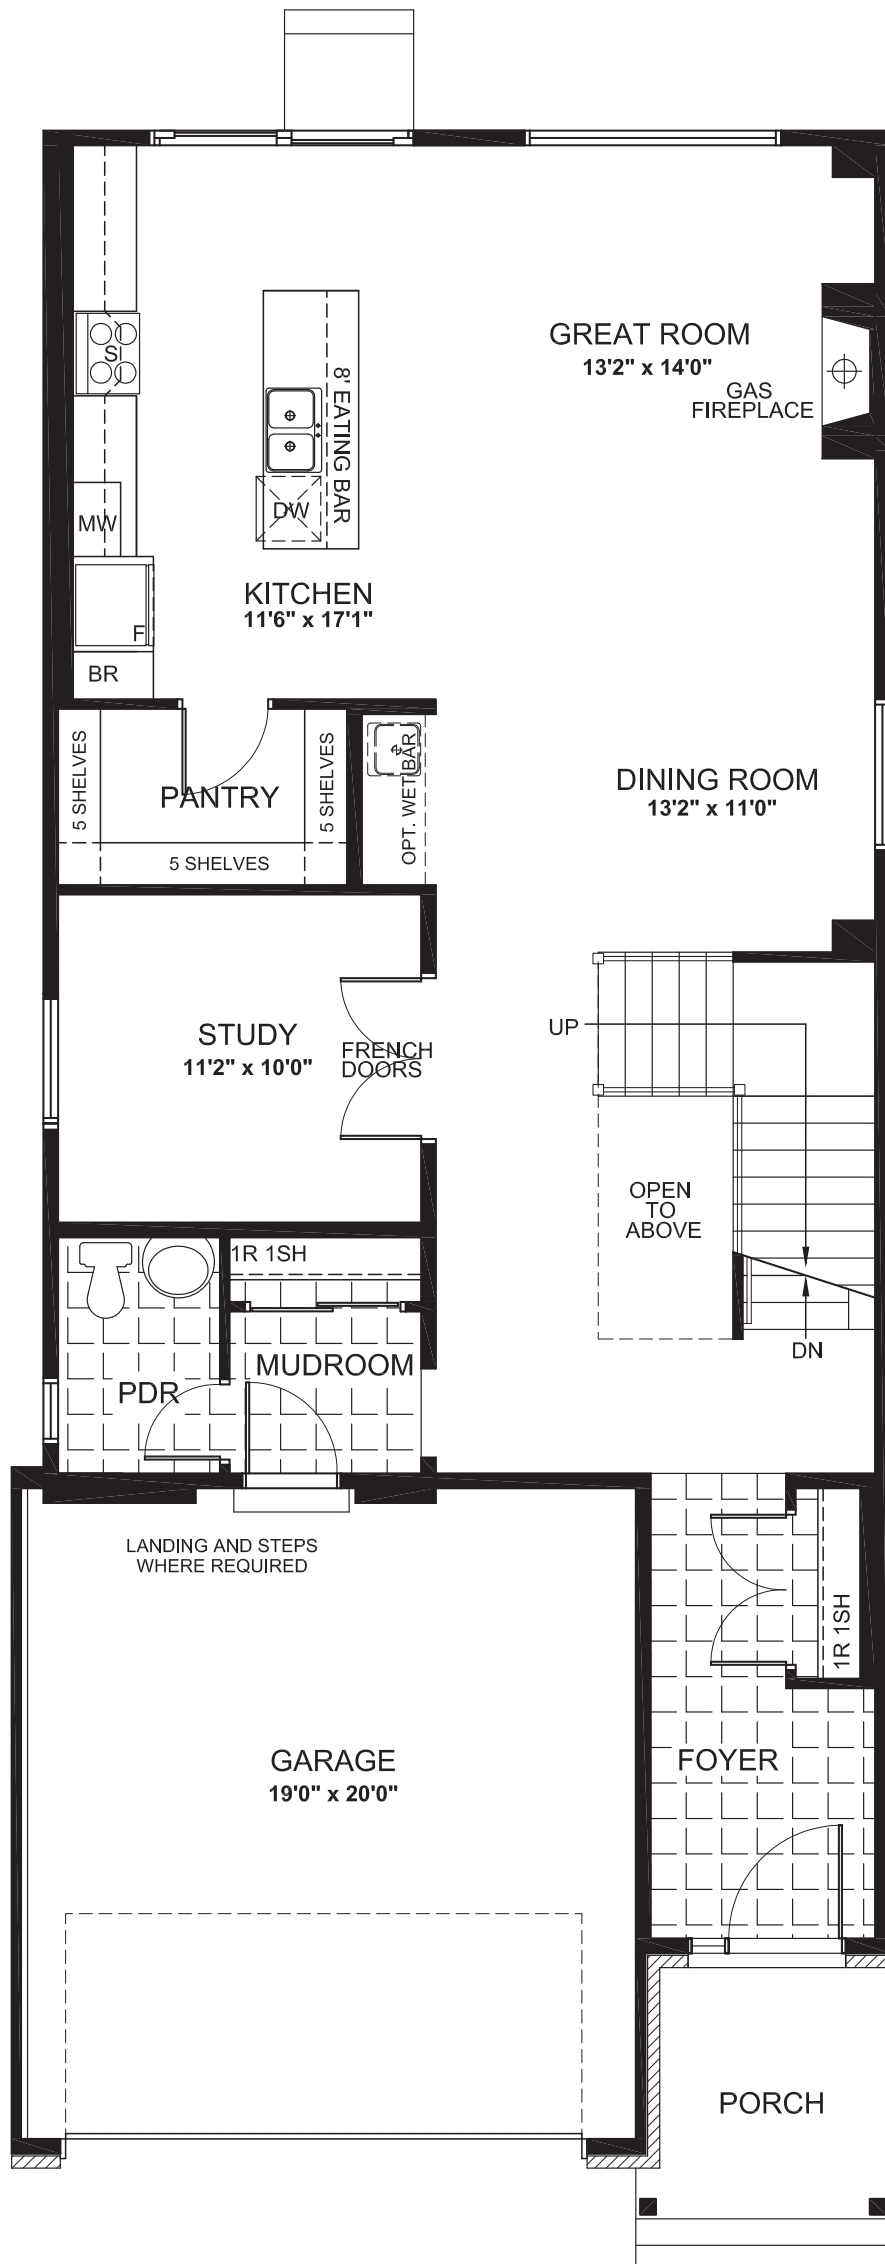 GREAT ROOM
13'2" x 14'0"
GAS
FIREPLACE
S
8' EATING BAR
MW
DW
KITCHEN
11'6" x 17'1"
F
BR
5 SHELVES
PANTRY
5 SHELVES
5 SHELVES
OPT. WET BAR
DINING ROOM
13'2" x 11'0"
STUDY
11'2" x 10'0"
FRENCH
DOORS
UP
OPEN
TO
ABOVE
DN
1R 1SH
MUDROOM
PDR
LANDING AND STEPS
WHERE REQUIRED
1R 1SH
FOYER
GARAGE
19'0" x 20'0"
PORCH